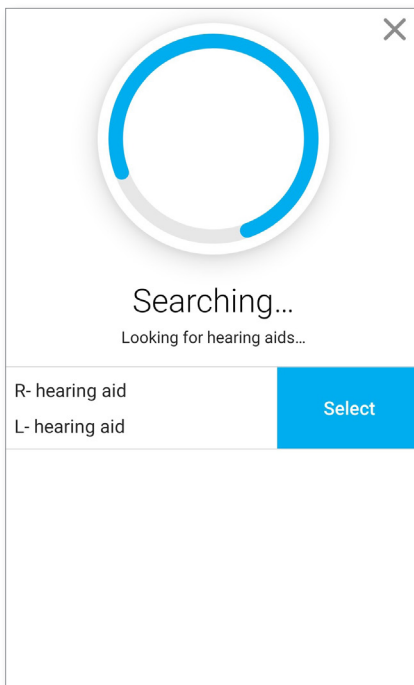 Searching...
Looking for hearing aids...
R- hearing aid
L- hearing aid
Select